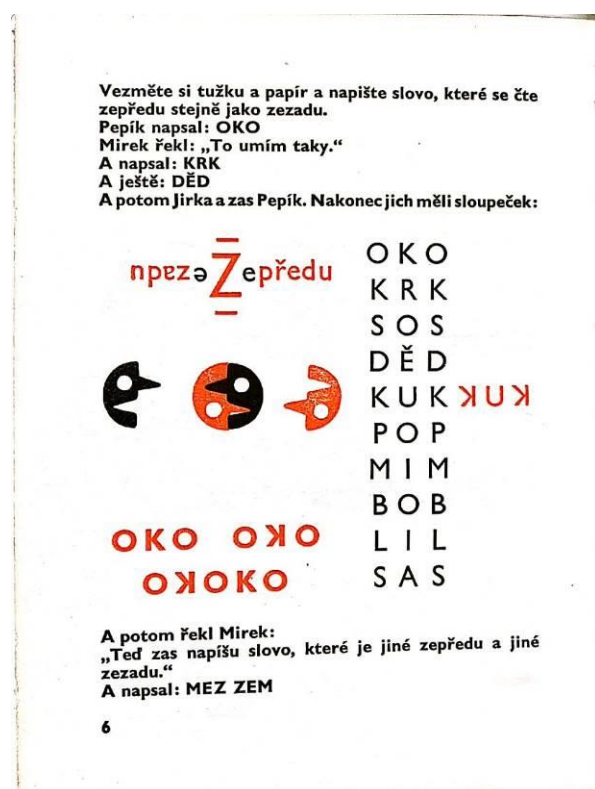 Vezměte si tužku a papír a napište slovo, které se čte
zepředu stejně jako zezadu.
Pepík napsal: OKO
Mirek řekl: „To umím taky.“
A napsal: KRK
A ještě: DĚD
A potom Jirka a zas Pepík. Nakonec jich měli sloupeček:
udazeZepředu
OKO
KRK
SOS
DĚD
KUK KUK
POP
MIM
BOB
LIL
SAS
OKO OKO
OKOKO
A potom řekl Mirek:
„Teď zas napíšu slovo, které je jiné zepředu a jiné
zezadu.“
A napsal: MEZ ZEM
6